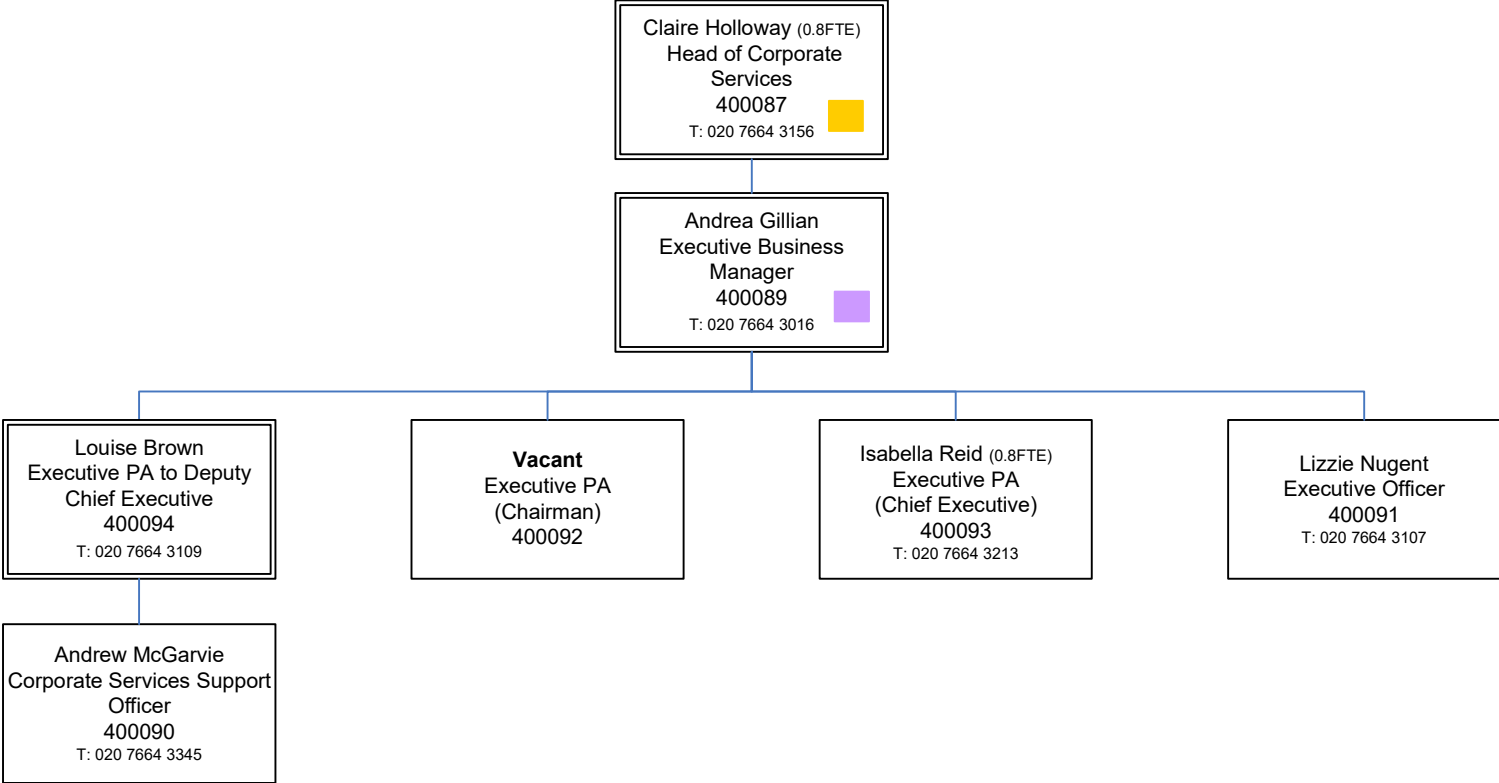 Claire Holloway (0.8FTE)
Head of Corporate
Services
400087
T: 020 7664 3156
Andrea Gillian
Executive Business
Manager
400089
T: 020 7664 3016
Louise Brown
Executive PA to Deputy
Chief Executive
400094
T: 020 7664 3109
Vacant
Executive PA
(Chairman)
400092
Isabella Reid (0.8FTE)
Executive PA
(Chief Executive)
400093
T: 020 7664 3213
Lizzie Nugent
Executive Officer
400091
T: 020 7664 3107
Andrew McGarvie
Corporate Services Support
Officer
400090
T: 020 7664 3345